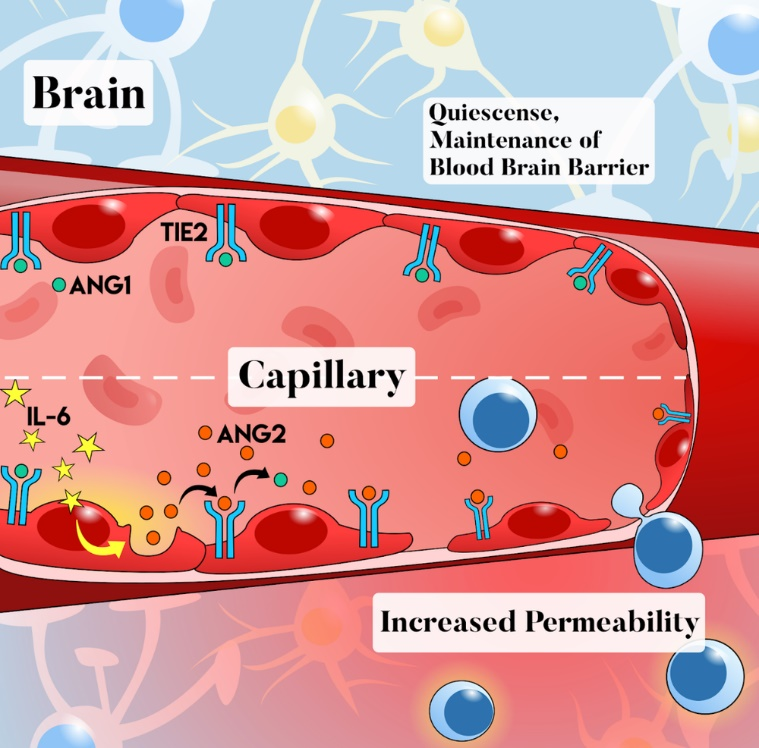 Brain
Quiescense,
Maintenance of
Blood Brain Barrier
TIE2
ANG1
Capillary
IL-6
ANG2
Increased Permeability